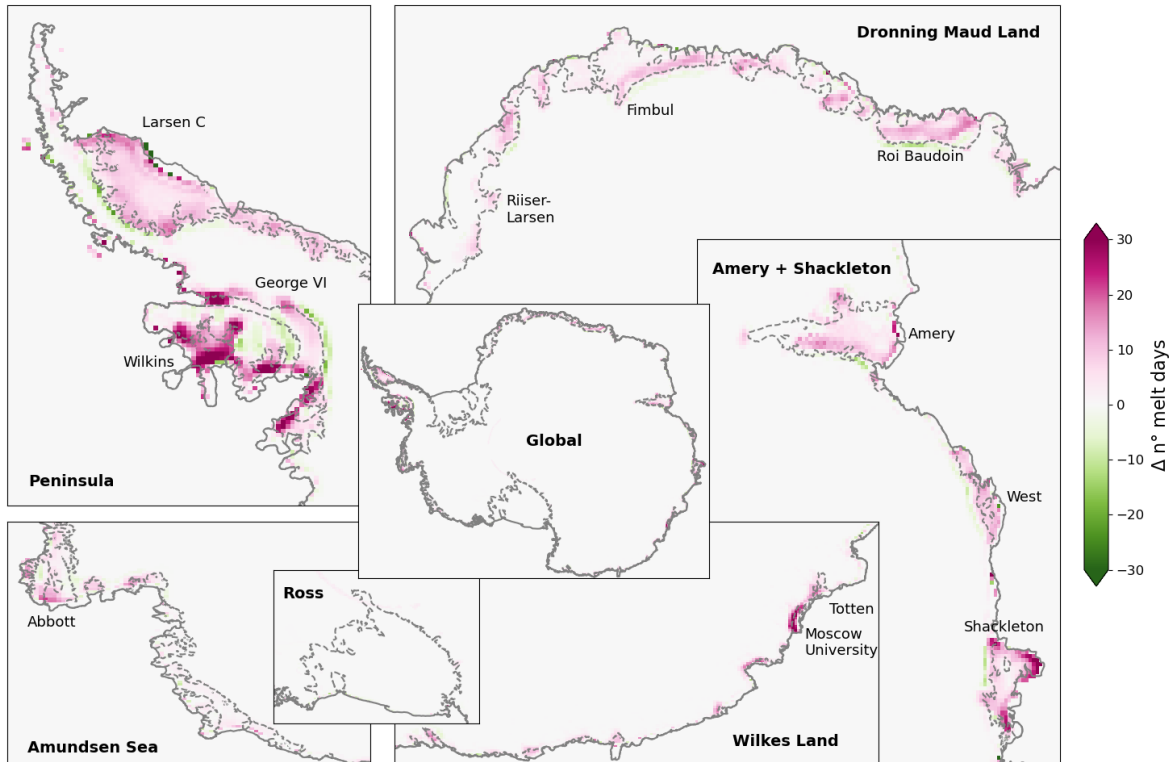 Dronning Maud Land
Larsen C
Fimbul
Roi Baudoin
Riiser-
Larsen
George VI
Wilkins
Peninsula
Amery + Shackleton
Amery
West
Shackleton
Global
Abbott
Amundsen Sea
Ross
Totten
Moscow
University
Wilkes Land
30
20
10
0
−10
−20
−30
Δ n° melt days